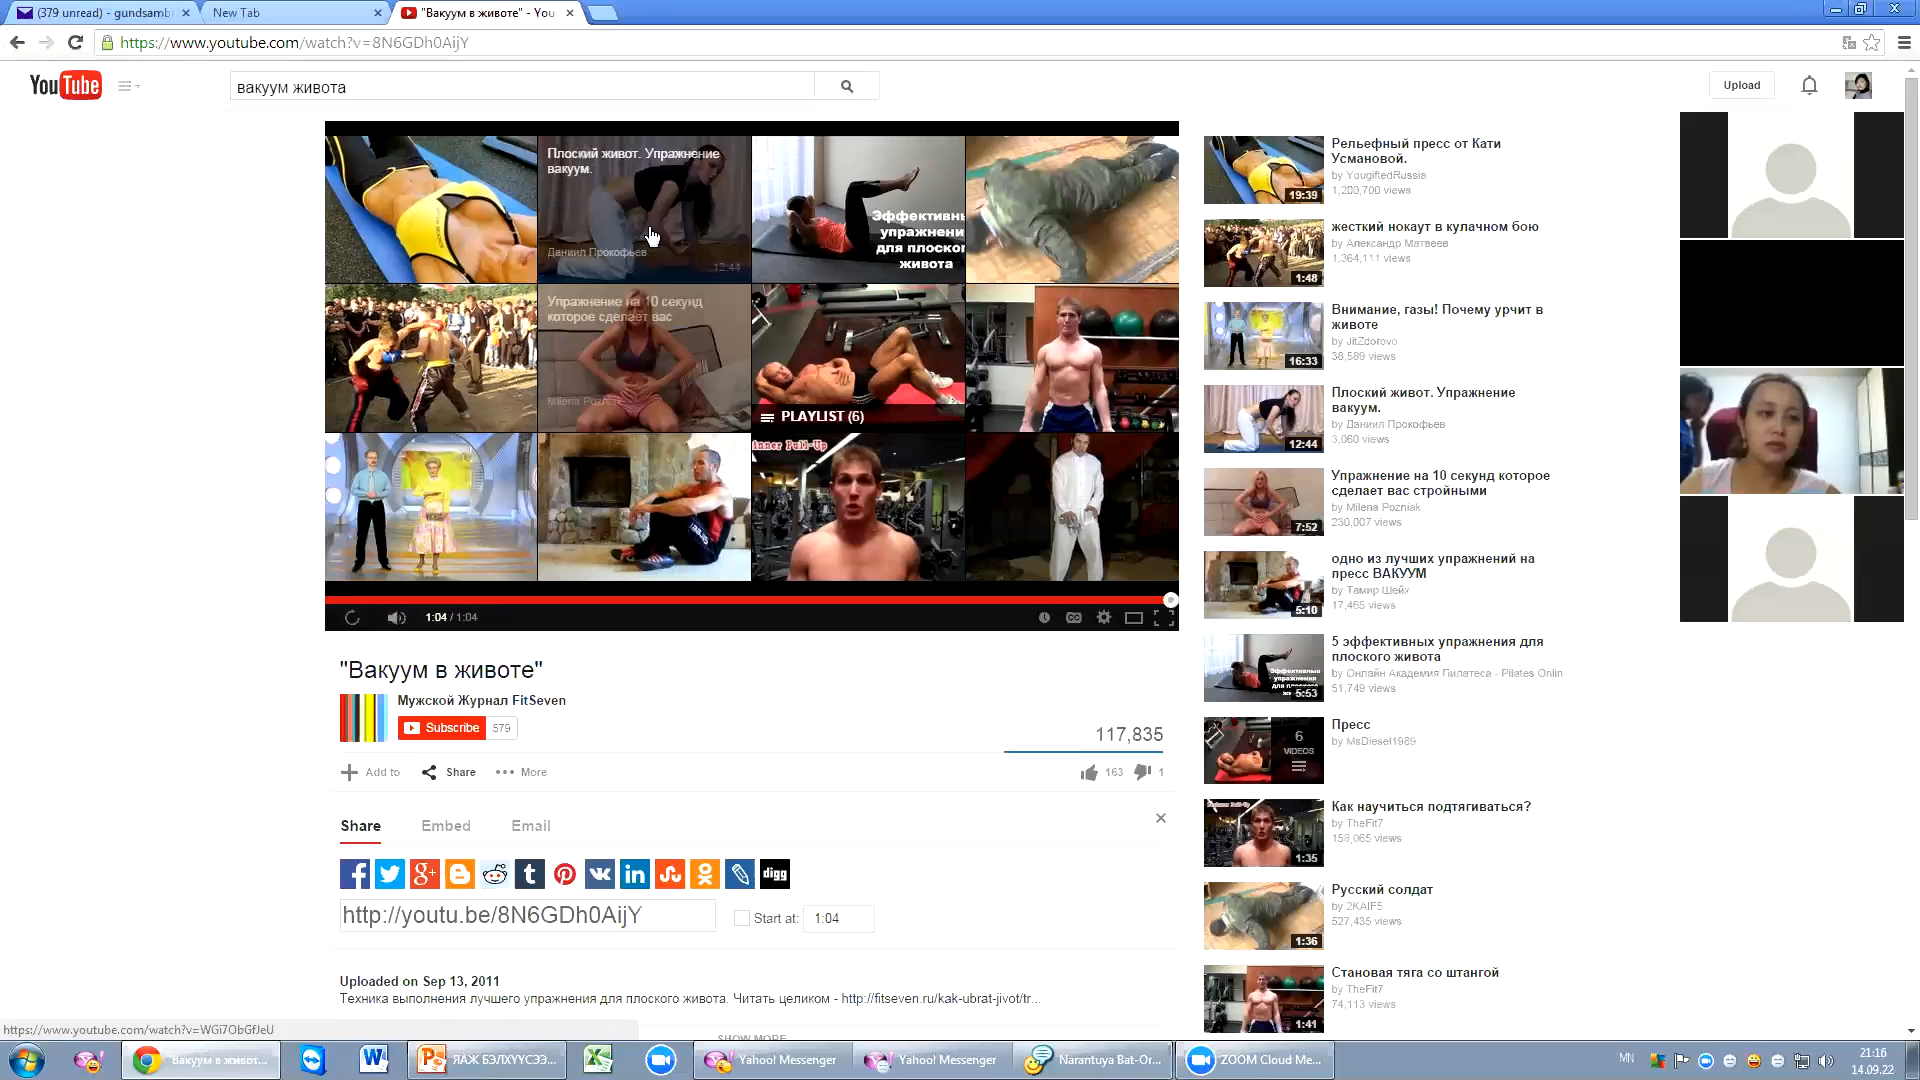 (379 unread) - gundsamb
New Tab
"Вакуум в животе" - You
https://www.youtube.com/watch?v=8N6GDh0AijY
YouTube
вакуум живота
Upload
Плоский живот. Упражнение
вакуум.
Даниил Прокофьев
12:44
Эффективн
упражнени
для плоског
живота
Упражнение на 10 секунд
которое сделает вас
Milena Pozniak
PLAYLIST (6)
inner Pull-Up
1:04 / 1:04
CC
"Вакуум в животе"
Мужской Журнал FitSeven
Subscribe
579
117,835
Add to
Share
More
163
1
Share
Embed
Email
digg
http://youtu.be/8N6GDh0AijY
Start at:
1:04
Uploaded on Sep 13, 2011
Техника выполнения лучшего упражнения для плоского живота. Читать целиком - http://fitseven.ru/kak-ubrat-jivot/tr...
SHOW MORE
https://www.youtube.com/watch?v=WGi7ObGfJeU
19:39
Рельефный пресс от Кати
Усмановой.
by YougiftedRussia
1,200,700 views
1:48
жесткий нокаут в кулачном бою
by Александр Матвеев
1,364,111 views
16:33
Внимание, газы! Почему урчит в
животе
by JitZdorovo
38,589 views
12:44
Плоский живот. Упражнение
вакуум.
by Даниил Прокофьев
3,060 views
7:52
Упражнение на 10 секунд которое
сделает вас стройными
by Milena Pozniak
230,007 views
5:10
одно из лучших упражнений на
пресс ВАКУУМ
by Тамир Шейх
17,465 views
Эффективные
упражнения
5:53
5 эффективных упражнения для
плоского живота
by Онлайн Академия Пилатеса - Pilates Onlin
51,749 views
6
VIDEOS
Пресс
by MsDiesel1989
1:35
Как научиться подтягиваться?
by TheFit7
158,065 views
1:36
Русский солдат
by 2KAIF5
527,435 views
1:41
Становая тяга со штангой
by TheFit7
74,113 views
Вакуум в живот...
ЯАЖ БЭЛХҮҮСЭЭ...
Yahoo! Messenger
Yahoo! Messenger
Narantuya Bat-Or...
ZOOM Cloud Me...
MN
21:16
14.09.22